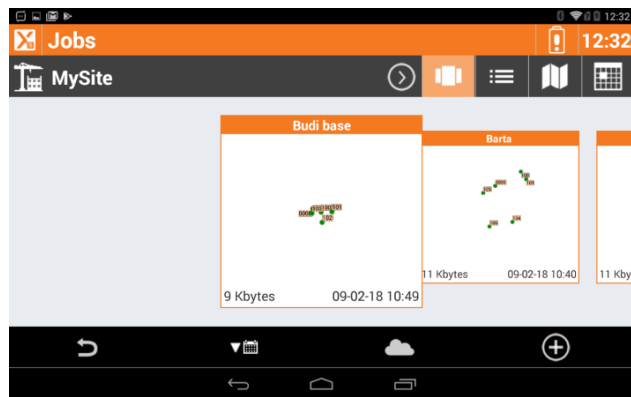 12:32
Jobs
12:32
MySite
Budi base
9 Kbytes
09-02-18 10:49
Barta
11 Kbytes
09-02-18 10:40
11 Kby
102